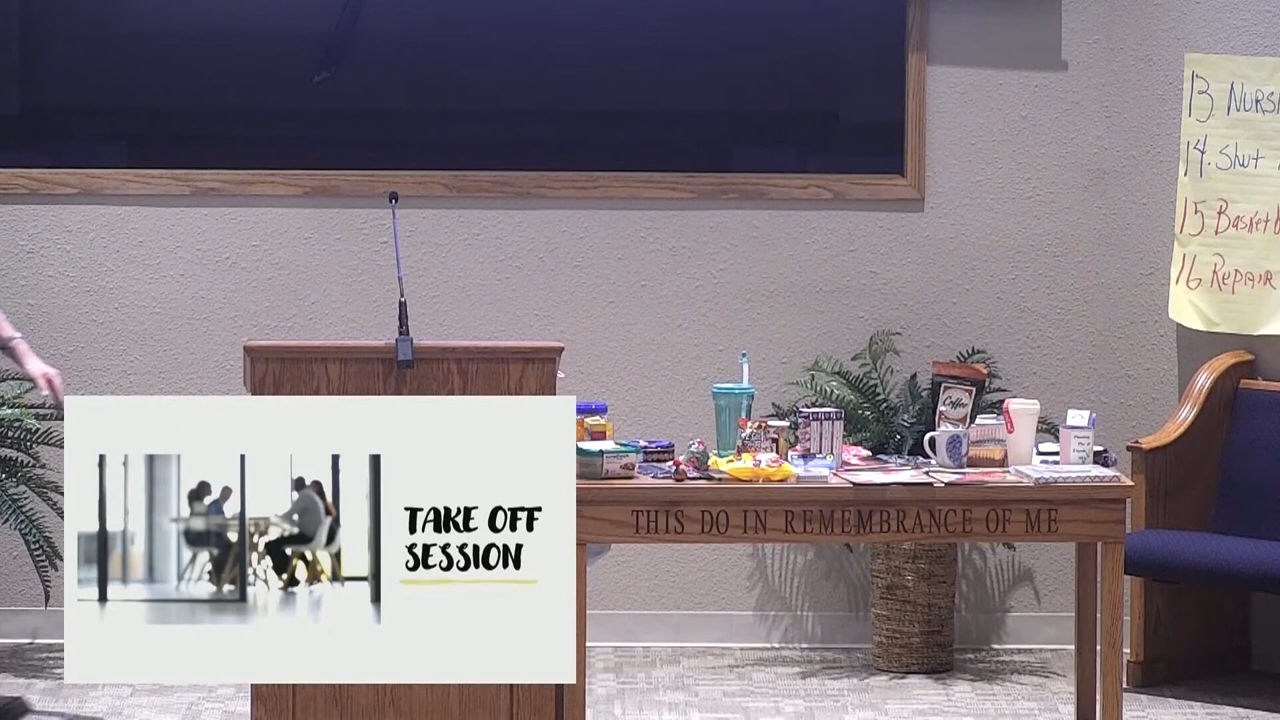 13. NURSI
14. Shut
15. Basket
16. Repair
Coffee
THIS DO IN REMEMBRANCE OF ME
TAKE OFF
SESSION